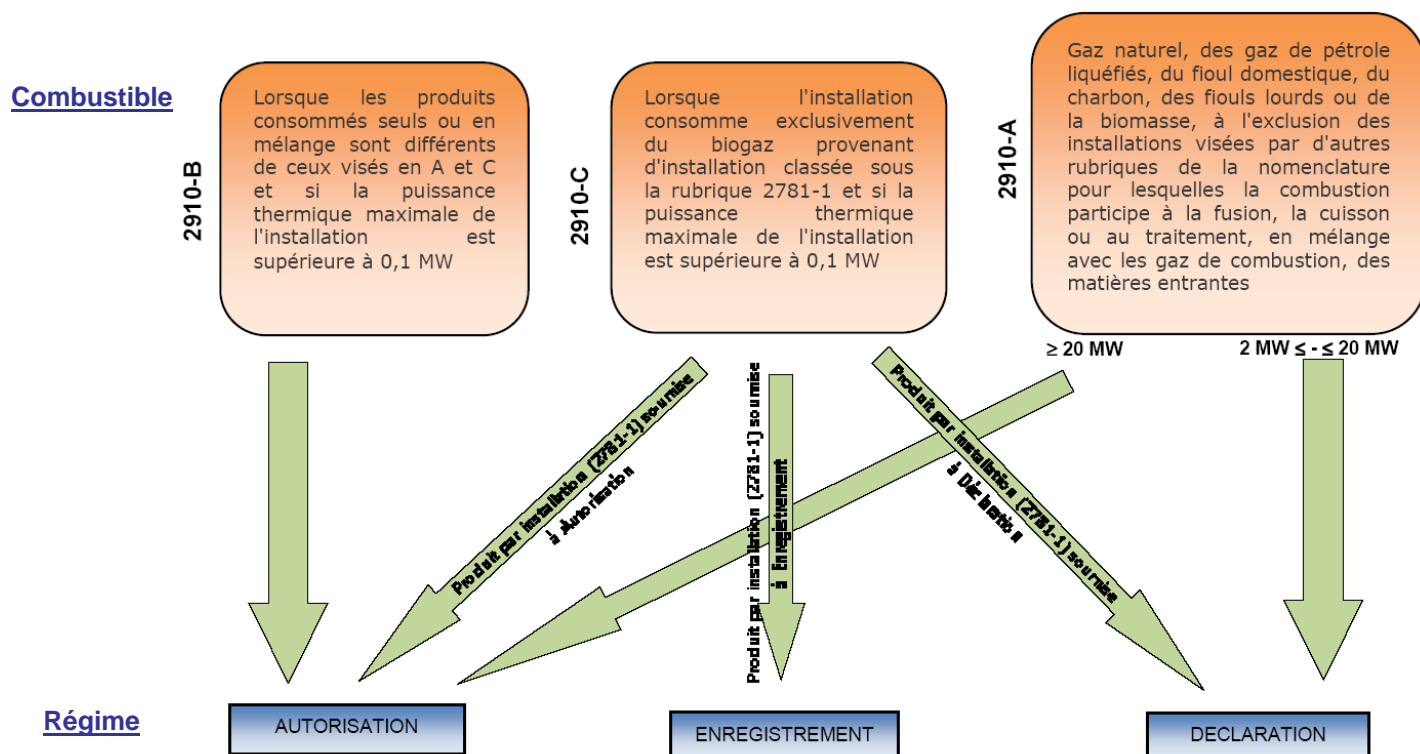 Combustible
2910-B
Lorsque les produits
consommés seuls ou en
mélange sont différents
de ceux visés en A et C
et si la puissance
thermique maximale de
l'installation est
supérieure à 0,1 MW
2910-C
Lorsque l'installation
consomme exclusivement
du biogaz provenant
d'installation classée sous
la rubrique 2781-1 et si la
puissance thermique
maximale de l'installation
est supérieure à 0,1 MW
2910-A
Gaz naturel, des gaz de pétrole
liquéfiés, du fioul domestique, du
charbon, des fiouls lourds ou de
la biomasse, à l'exclusion des
installations visées par d'autres
rubriques de la nomenclature
pour lesquelles la combustion
participe à la fusion, la cuisson
ou au traitement, en mélange
avec les gaz de combustion, des
matières entrantes
≥ 20 MW
2 MW ≤ - ≤ 20 MW
Produit par installation (2781-1) soumise
à Autorisation
Produit par installation (2781-1) soumise
à Enregistrement
Produit par installation (2781-1) soumise
à Déclaration
Régime
AUTORISATION
ENREGISTREMENT
DECLARATION